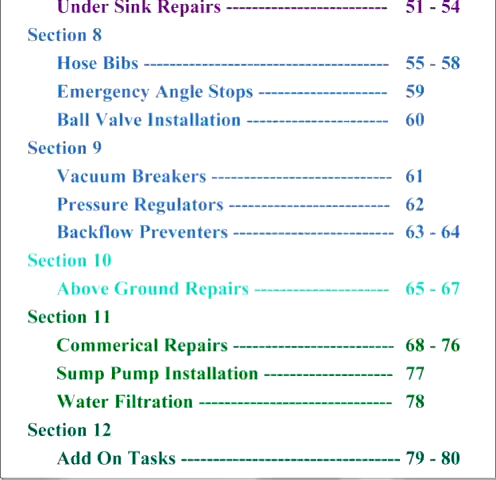 Under Sink Repairs ------------------------- 51 - 54
Section 8
Hose Bibs -------------------------------------- 55 - 58
Emergency Angle Stops -------------------- 59
Ball Valve Installation ---------------------- 60
Section 9
Vacuum Breakers ---------------------------- 61
Pressure Regulators ------------------------- 62
Backflow Preventers ------------------------- 63 - 64
Section 10
Above Ground Repairs --------------------- 65 - 67
Section 11
Commerical Repairs ------------------------- 68 - 76
Sump Pump Installation -------------------- 77
Water Filtration ------------------------------ 78
Section 12
Add On Tasks ---------------------------------- 79 - 80